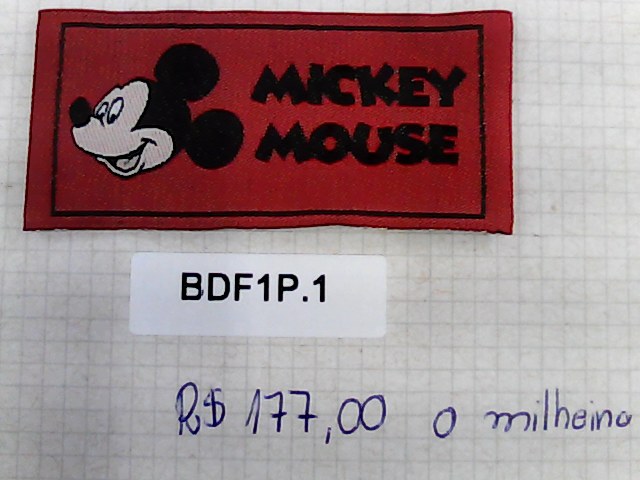 MICKEY
MOUSE
BDF1P.1
R$ 177,00 o milheiro